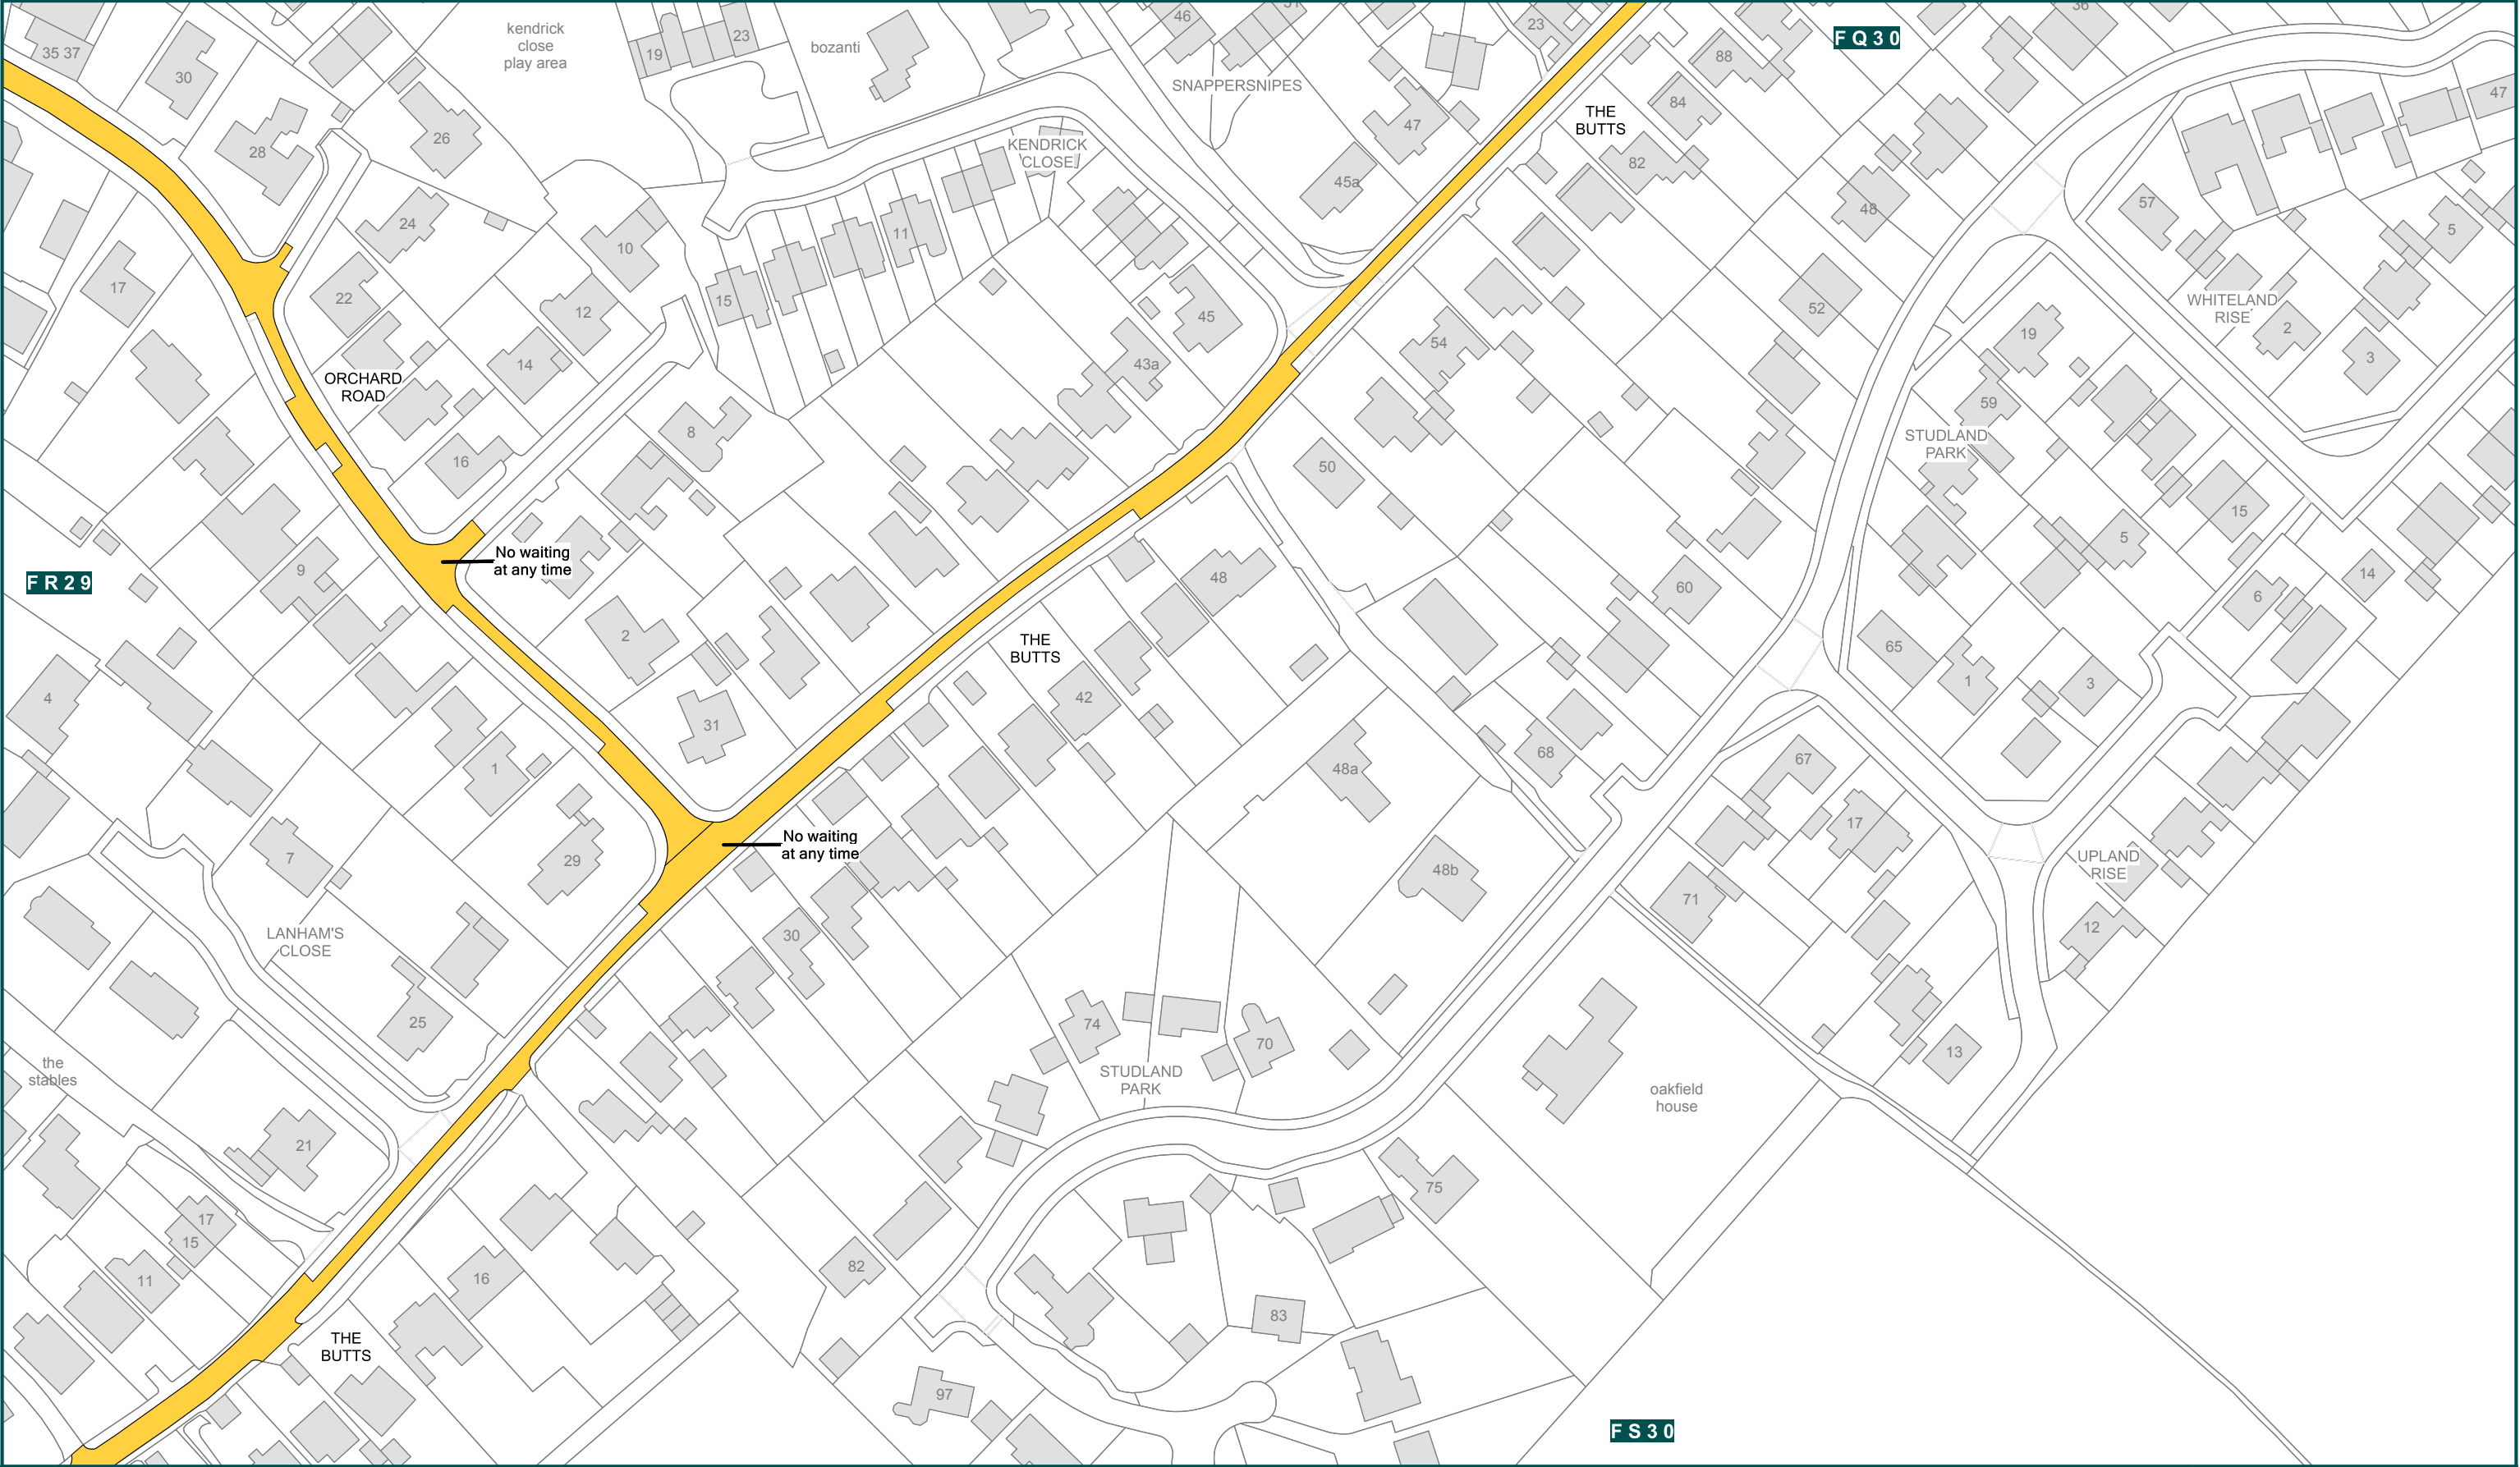 35 37
30
28
26
kendrick
close
play area
19
23
bozanti
46
31
SNAPPERSNIPES
23
47
45a
THE
BUTTS
88
84
82
F Q 3 0
36
47
48
57
5
WHITELAND
RISE
2
3
KENDRICK
CLOSE
24
22
10
12
14
15
11
45
43a
17
ORCHARD
ROAD
16
8
54
52
19
59
STUDLAND
PARK
50
15
5
14
6
F R 2 9
9
No waiting
at any time
2
48
THE
BUTTS
42
60
65
1
3
4
31
1
48a
68
67
17
No waiting
at any time
7
29
48b
71
UPLAND
RISE
12
LANHAM'S
CLOSE
30
25
74
70
STUDLAND
PARK
13
the
stables
oakfield
house
21
17
15
11
75
16
82
83
THE
BUTTS
97
F S 3 0